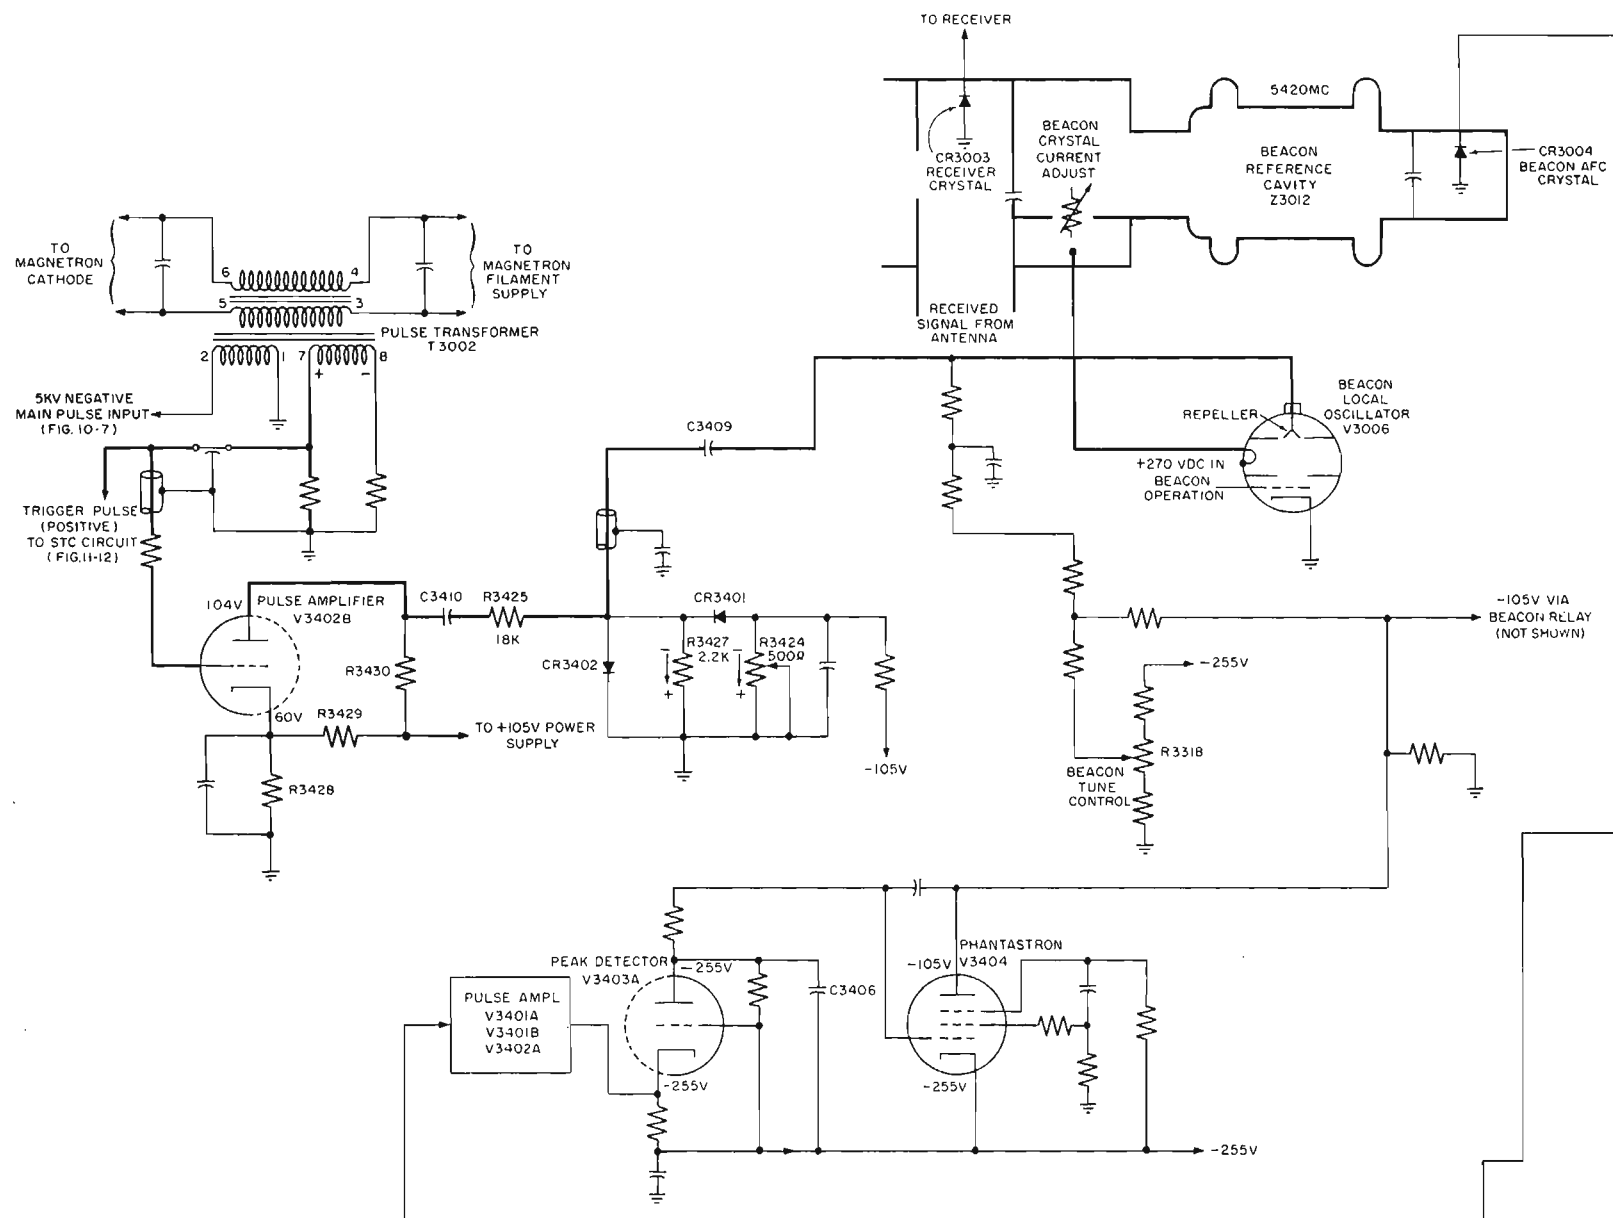 TO RECEIVER
5420MC
BEACON
CRYSTAL
CURRENT
ADJUST
CR3003
RECEIVER
CRYSTAL
BEACON
REFERENCE
CAVITY
Z3012
CR3004
BEACON AFC
CRYSTAL
TO
MAGNETRON
CATHODE
6
4
5
3
TO
MAGNETRON
FILAMENT
SUPPLY
PULSE TRANSFORMER
T3002
2
1
7
8
+
-
RECEIVED
SIGNAL FROM
ANTENNA
5KV NEGATIVE
MAIN PULSE INPUT
(FIG. 10-7)
C3409
REPELLER
BEACON
LOCAL
OSCILLATOR
V3006
+270 VDC IN
BEACON
OPERATION
TRIGGER PULSE
(POSITIVE)
TO STC CIRCUIT
(FIG. 11-12)
104V
PULSE AMPLIFIER
V3402B
C3410
R3425
18K
CR3401
-105V VIA
BEACON RELAY
(NOT SHOWN)
CR3402
R3427
2.2K
-
+
R3424
500Ω
-
+
R3430
60V
R3429
TO +105V POWER
SUPPLY
R3428
-105V
-255V
R3318
BEACON
TUNE
CONTROL
PEAK DETECTOR
V3403A
-255V
PHANTASTRON
V3404
-105V
C3406
PULSE AMPL
V3401A
V3401B
V3402A
-255V
-255V
-255V